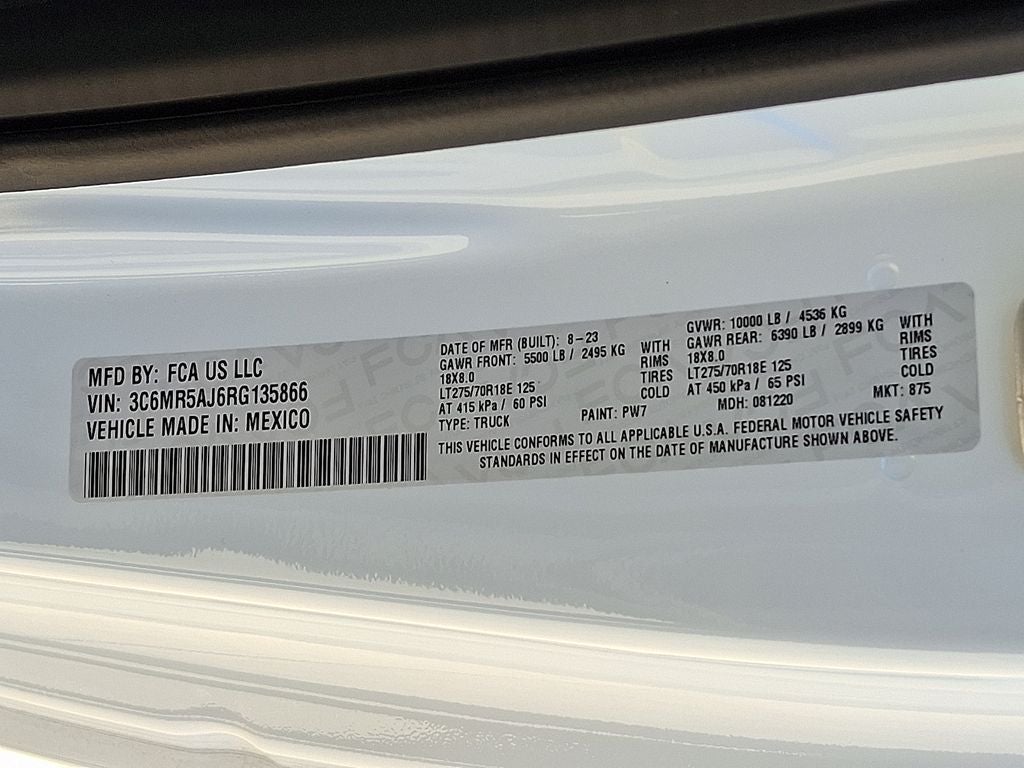 MFD BY: FCA US LLC
VIN: 3C6MR5AJ6RG135866
VEHICLE MADE IN: MEXICO
DATE OF MFR (BUILT): 8-23
GAWR FRONT: 5500 LB / 2495 KG WITH
18X8.0 RIMS
LT275/70R18E 125 TIRES
AT 415 kPa / 60 PSI COLD
TYPE: TRUCK PAINT: PW7
GVWR: 10000 LB / 4536 KG
GAWR REAR: 6390 LB / 2899 KG WITH
18X8.0 RIMS
LT275/70R18E 125 TIRES
AT 450 kPa / 65 PSI COLD
MDH: 081220 MKT: 875
THIS VEHICLE CONFORMS TO ALL APPLICABLE U.S.A. FEDERAL MOTOR VEHICLE SAFETY
STANDARDS IN EFFECT ON THE DATE OF MANUFACTURE SHOWN ABOVE.